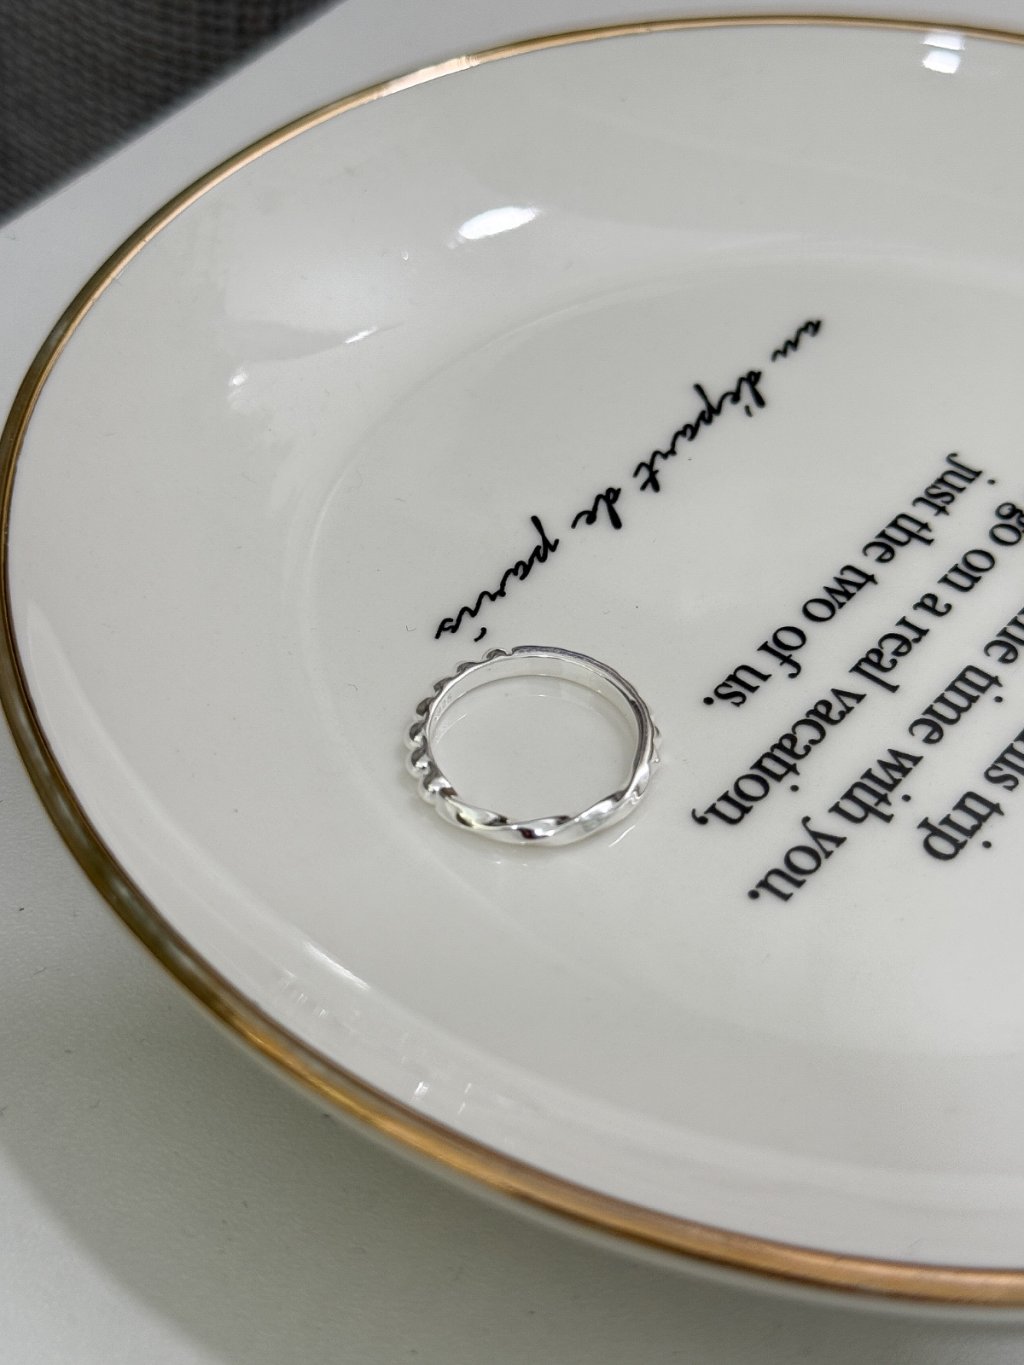 trip
time with you.
go on a real vacation,
just the two of us.
au départ de paris